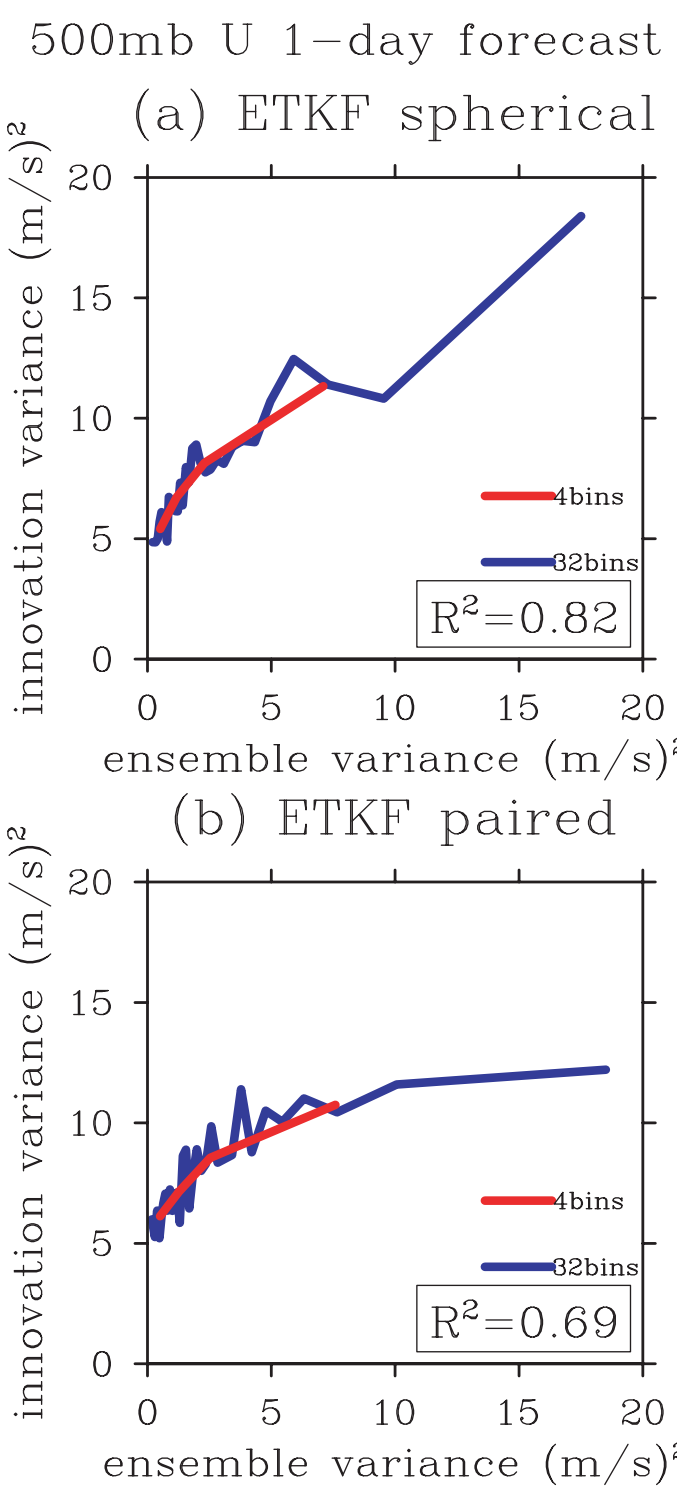 500mb U 1−day forecast
(a) ETKF spherical
innovation variance (m/s)²
20
15
10
5
0
4bins
32bins
R²=0.82
0 5 10 15 20
ensemble variance (m/s)²
(b) ETKF paired
innovation variance (m/s)²
20
15
10
5
0
4bins
32bins
R²=0.69
0 5 10 15 20
ensemble variance (m/s)²